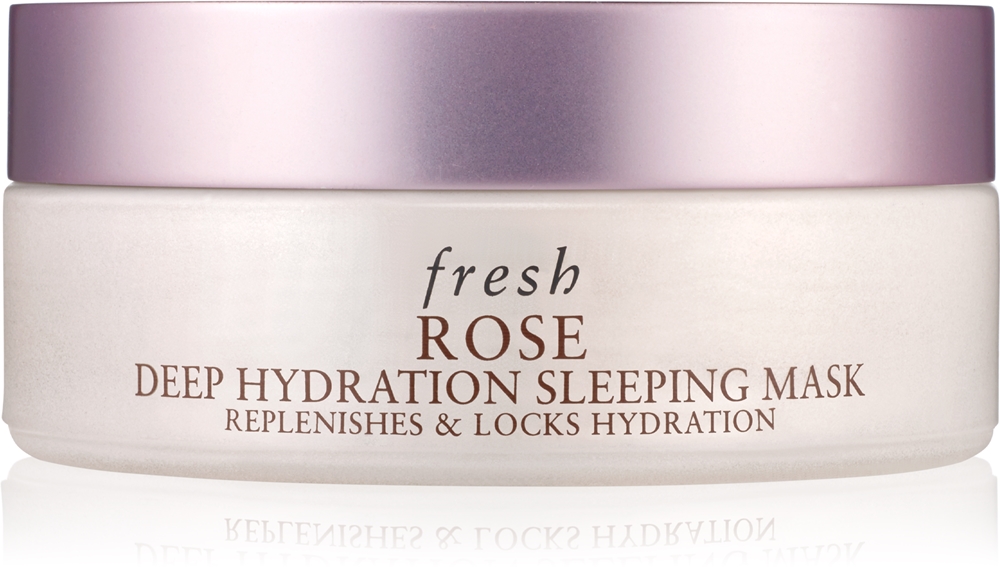 fresh
ROSE
DEEP HYDRATION SLEEPING MASK
REPLENISHES & LOCKS HYDRATION